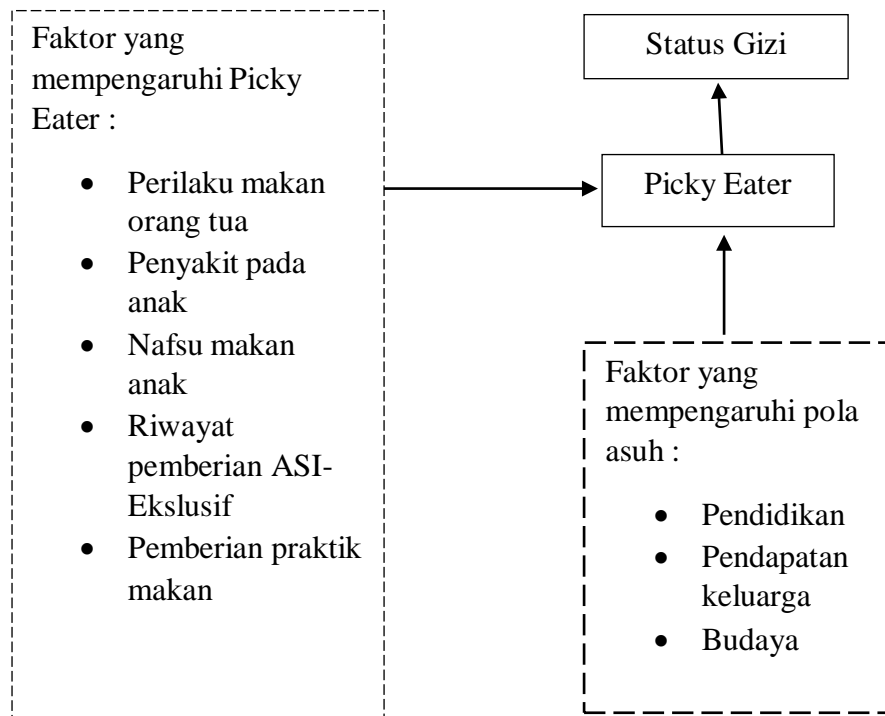 Faktor yang
mempengaruhi Picky
Eater :
• Perilaku makan
orang tua
• Penyakit pada
anak
• Nafsu makan
anak
• Riwayat
pemberian ASI-
Ekslusif
• Pemberian praktik
makan
Status Gizi
Picky Eater
Faktor yang
mempengaruhi pola
asuh :
• Pendidikan
• Pendapatan
keluarga
• Budaya